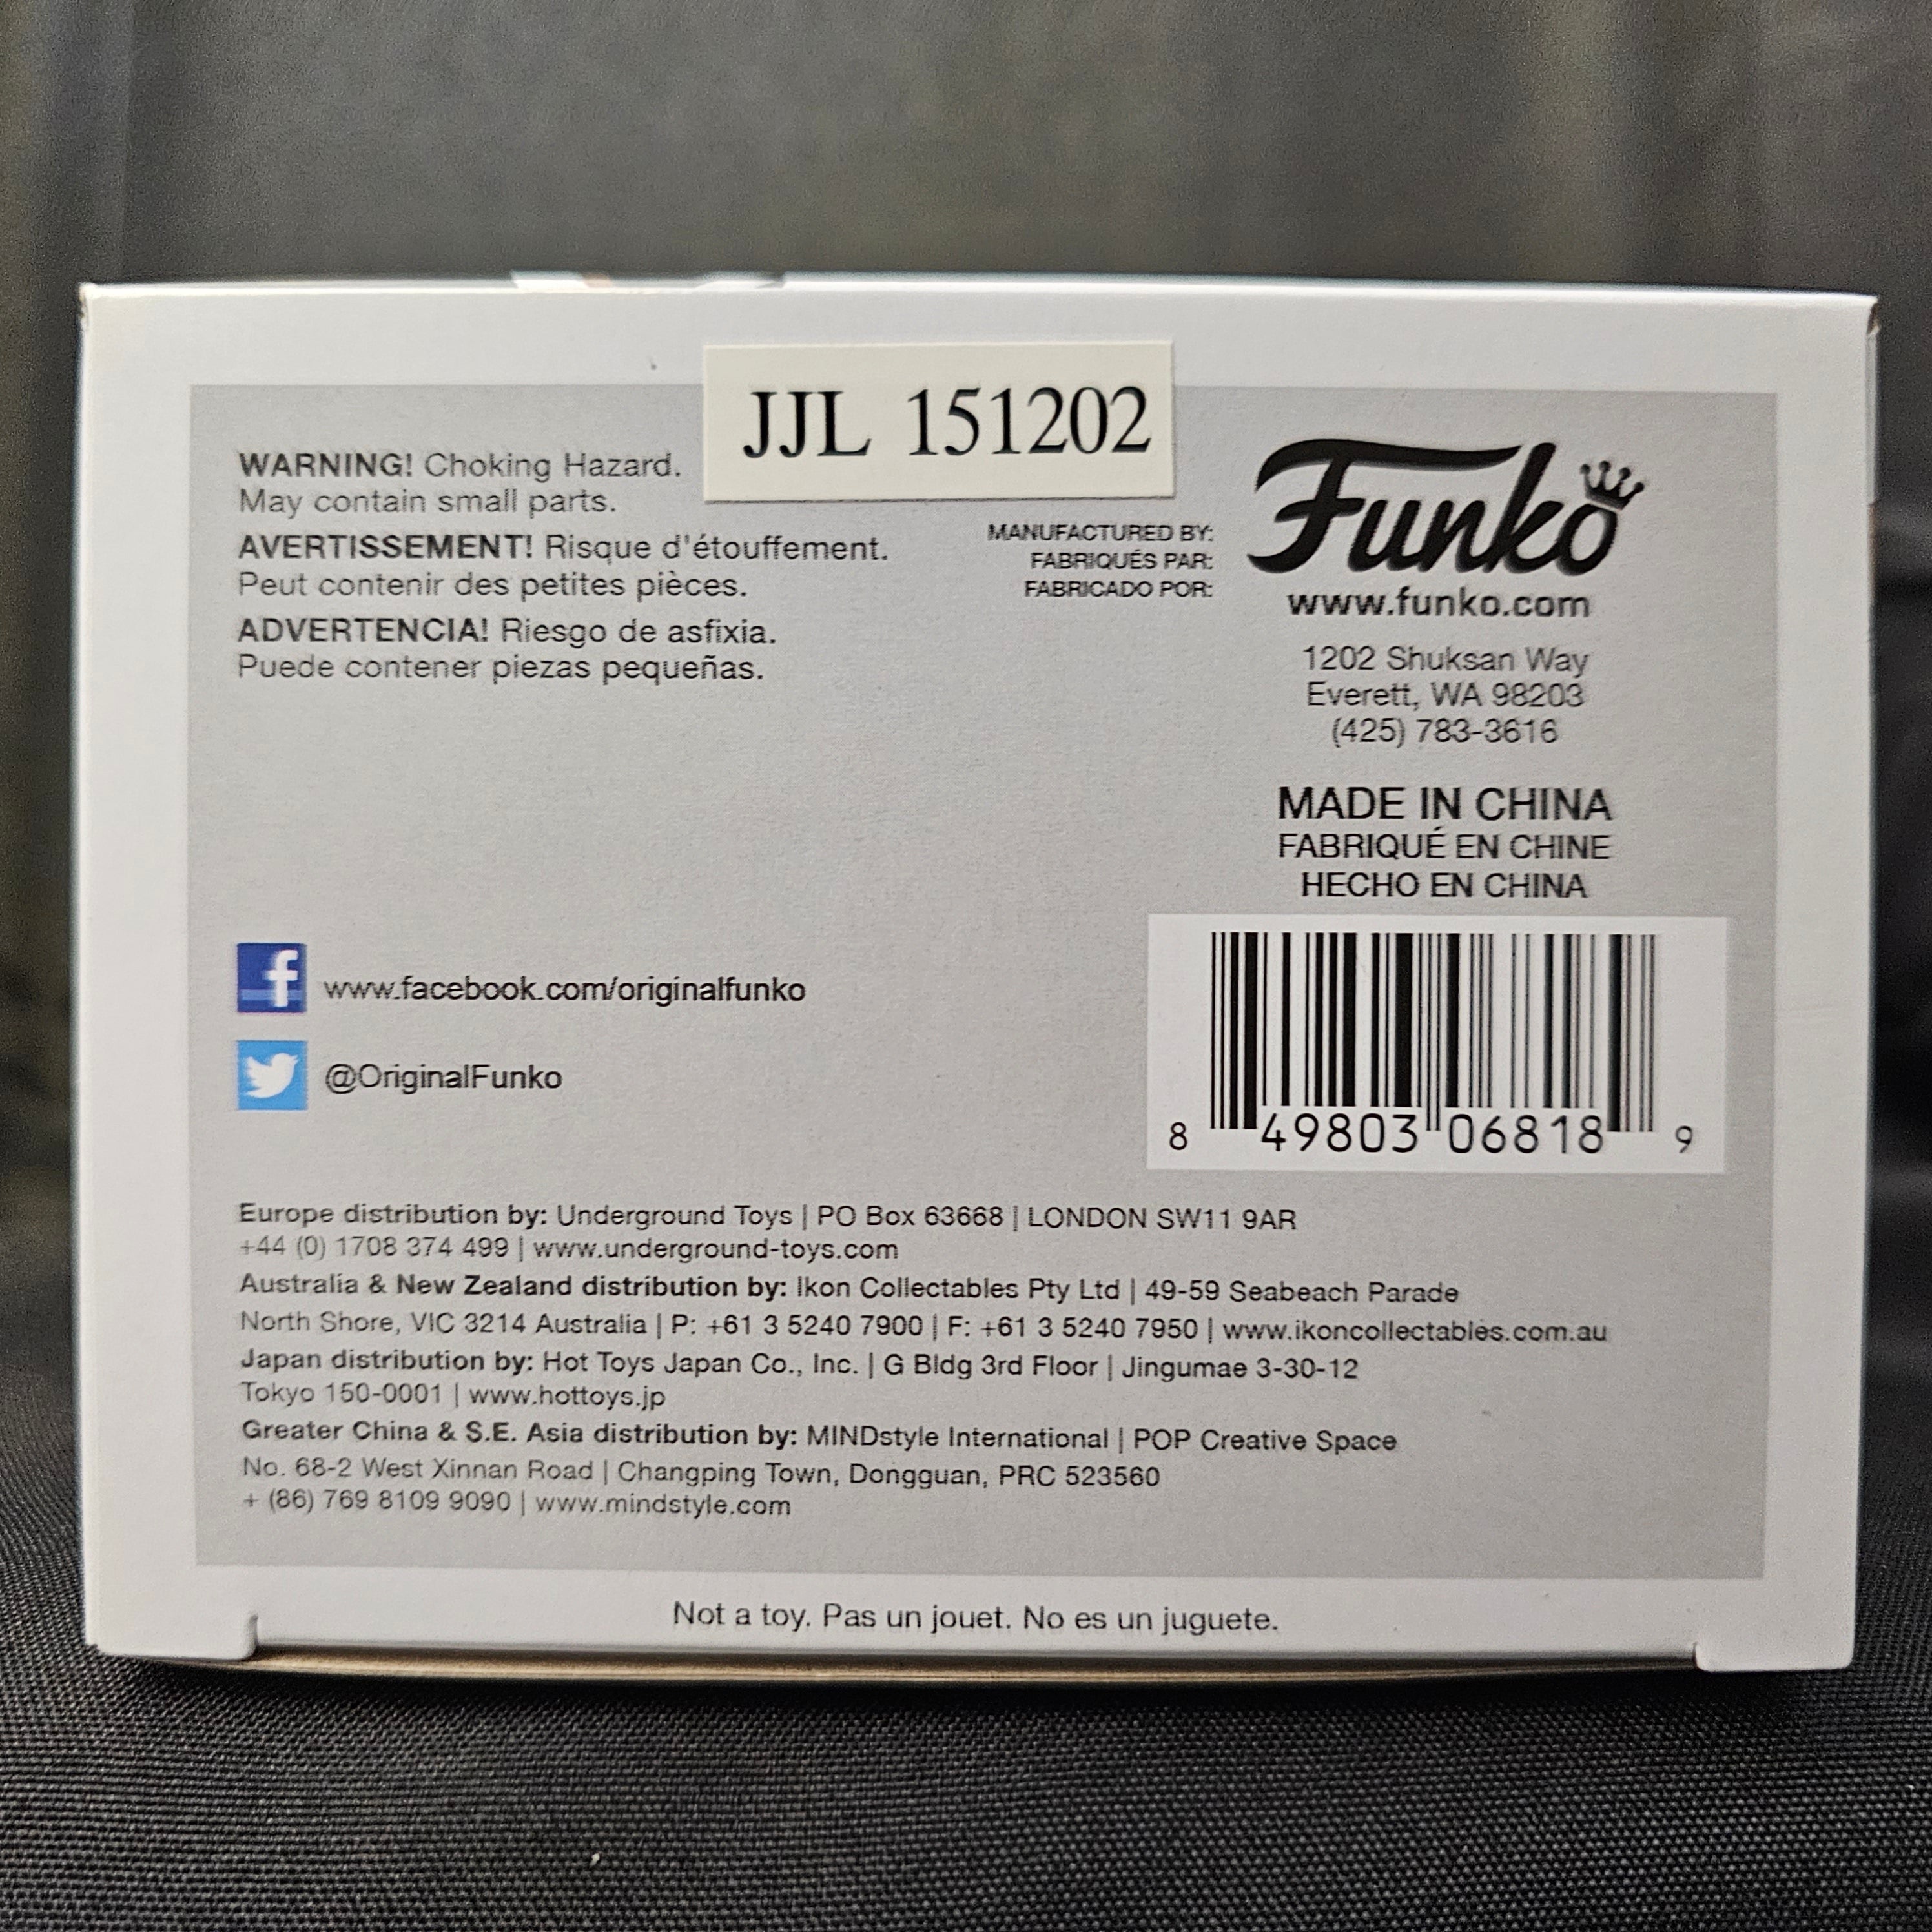 JJL 151202
WARNING! Choking Hazard.
May contain small parts.
AVERTISSEMENT! Risque d'étouffement.
Peut contenir des petites pièces.
ADVERTENCIA! Riesgo de asfixia.
Puede contener piezas pequeñas.
MANUFACTURED BY:
FABRIQUÉS PAR:
FABRICADO POR:
Funko
www.funko.com
1202 Shuksan Way
Everett, WA 98203
(425) 783-3616
MADE IN CHINA
FABRIQUÉ EN CHINE
HECHO EN CHINA
www.facebook.com/originalfunko
@OriginalFunko
8 49803 06818 9
Europe distribution by: Underground Toys | PO Box 63668 | LONDON SW11 9AR
+44 (0) 1708 374 499 | www.underground-toys.com
Australia & New Zealand distribution by: Ikon Collectables Pty Ltd | 49-59 Seabeach Parade
North Shore, VIC 3214 Australia | P: +61 3 5240 7900 | F: +61 3 5240 7950 | www.ikoncollectables.com.au
Japan distribution by: Hot Toys Japan Co., Inc. | G Bldg 3rd Floor | Jingumae 3-30-12
Tokyo 150-0001 | www.hottoys.jp
Greater China & S.E. Asia distribution by: MINDstyle International | POP Creative Space
No. 68-2 West Xinnan Road | Changping Town, Dongguan, PRC 523560
+ (86) 769 8109 9090 | www.mindstyle.com
Not a toy. Pas un jouet. No es un juguete.